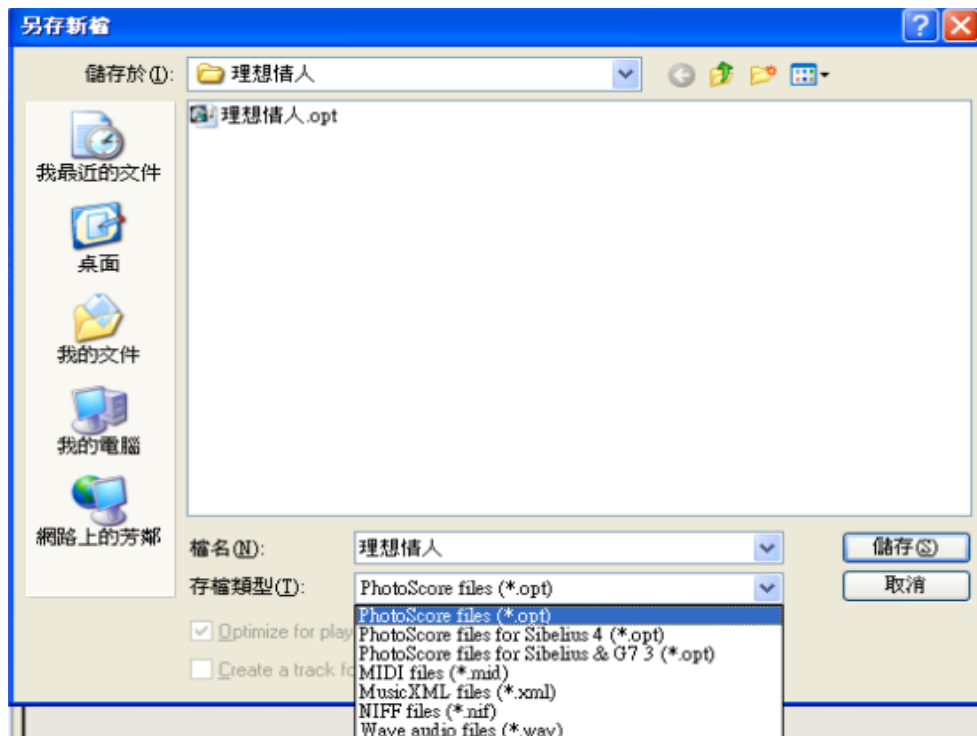 另存新檔
儲存於(I):
理想情人
理想情人.opt
我最近的文件
桌面
我的文件
我的電腦
網路上的芳鄰
檔名(N):
理想情人
儲存(S)
存檔類型(T):
PhotoScore files (*.opt)
取消
PhotoScore files (*.opt)
PhotoScore files for Sibelius 4 (*.opt)
PhotoScore files for Sibelius & G7 3 (*.opt)
MIDI files (*.mid)
MusicXML files (*.xml)
NIFF files (*.nif)
Wave audio files (*.wav)
Optimize for play
Create a track fo